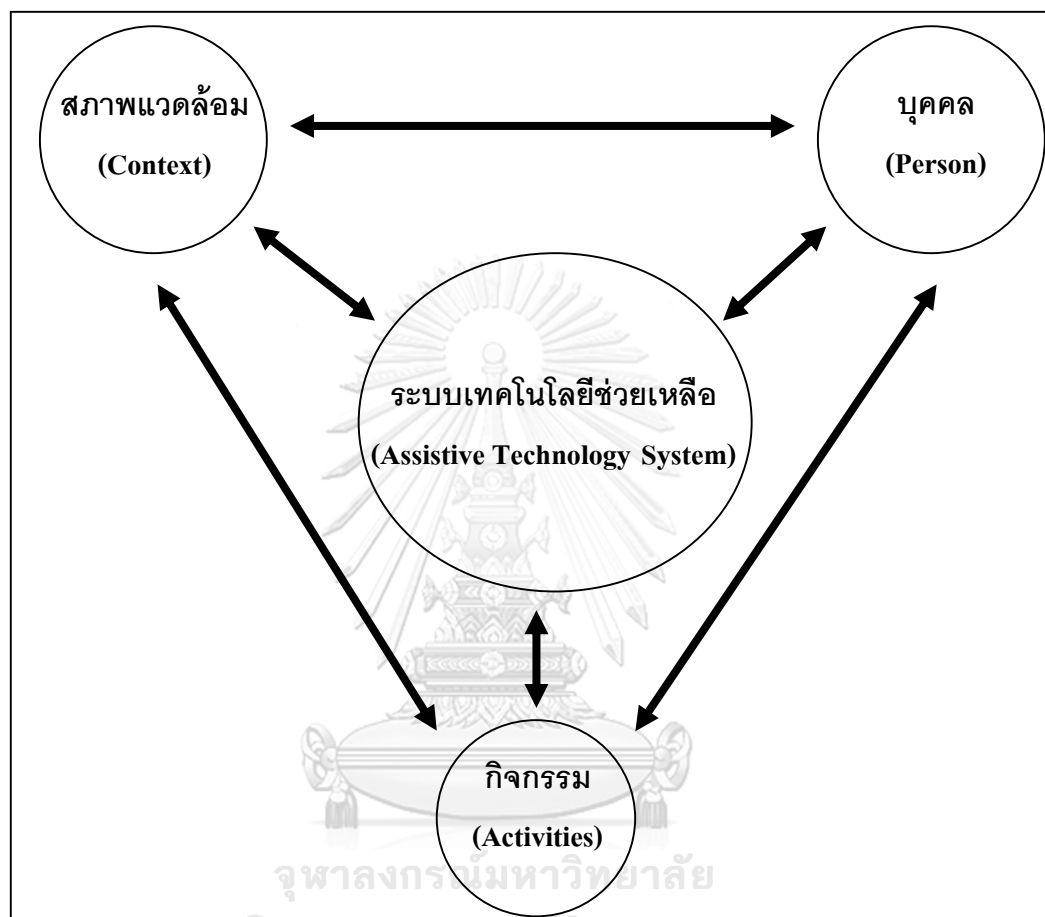 สภาพแวดล้อม
(Context)
บุคคล
(Person)
ระบบเทคโนโลยีช่วยเหลือ
(Assistive Technology System)
กิจกรรม
(Activities)
จุฬาลงกรณ์มหาวิทยาลัย